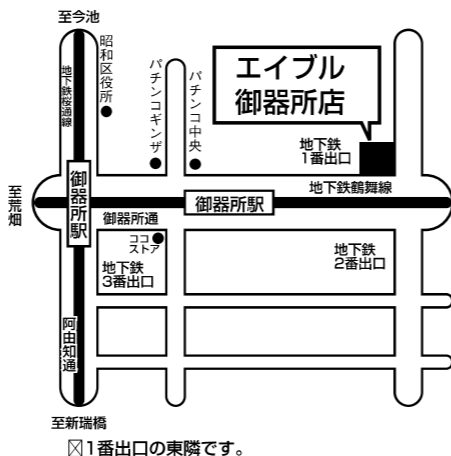 至今池
昭和区役所
地下鉄桜通線
パチンコギンザ
パチンコ中央
エイブル
御器所店
地下鉄
1番出口
至荒畑
御器所駅
地下鉄鶴舞線
御器所駅
御器所通
ココ
ストア
地下鉄
3番出口
地下鉄
2番出口
阿由知通
至新瑞橋
1番出口の東隣です。